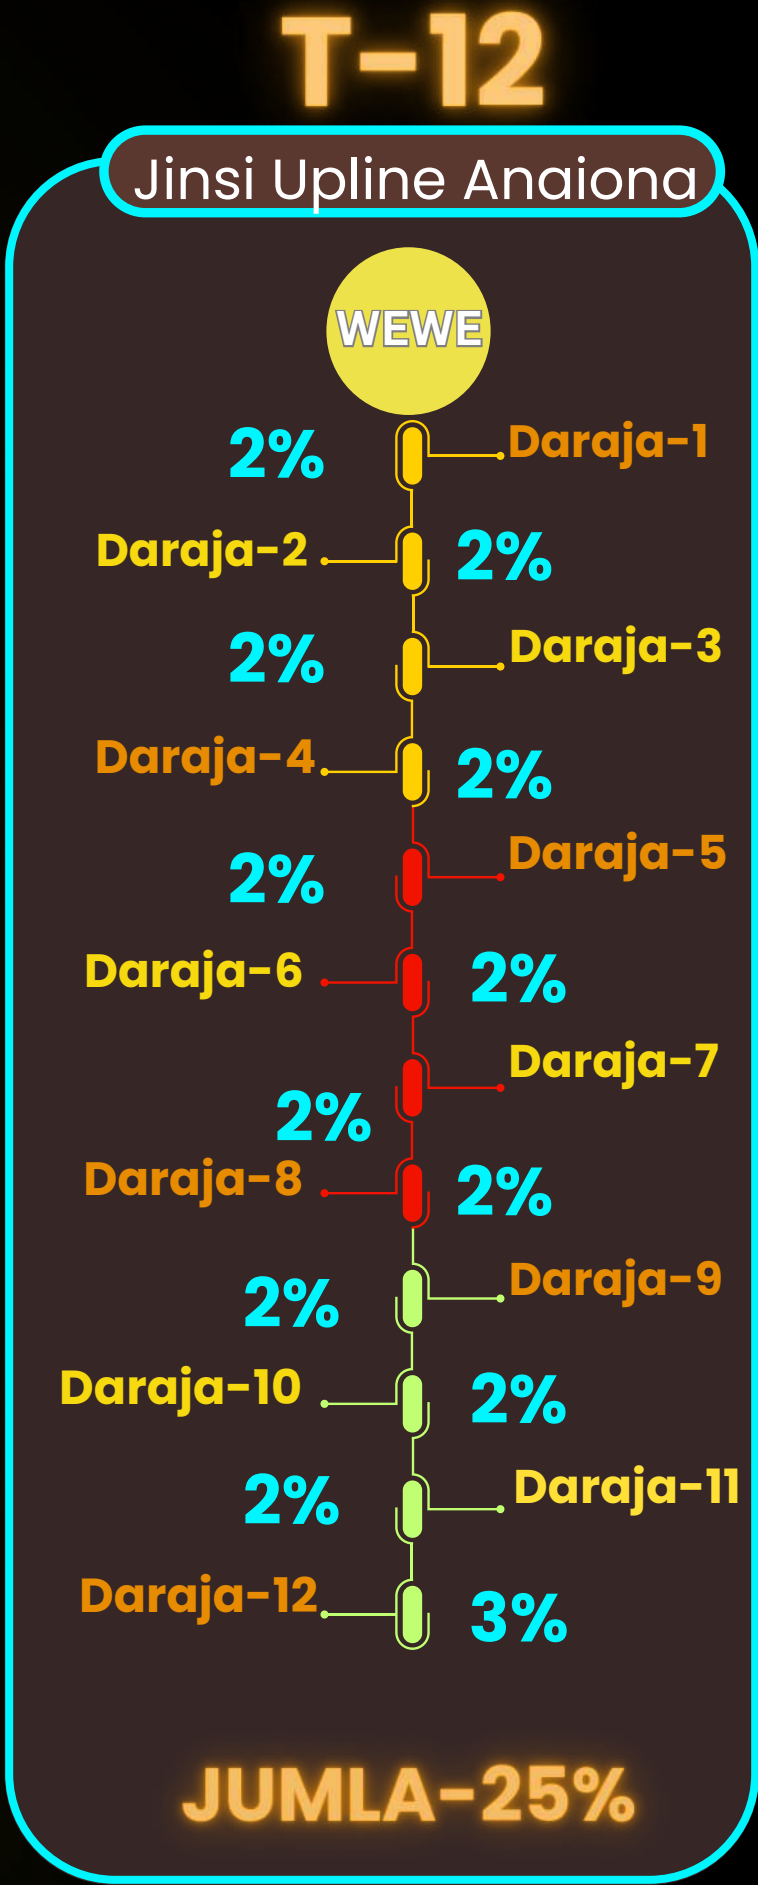 T-12
Jinsi Upline Anaiona
WEWE
2% Daraja-1
Daraja-2 2%
2% Daraja-3
Daraja-4 2%
2% Daraja-5
Daraja-6 2%
2% Daraja-7
Daraja-8 2%
2% Daraja-9
Daraja-10 2%
2% Daraja-11
Daraja-12 3%
JUMLA-25%